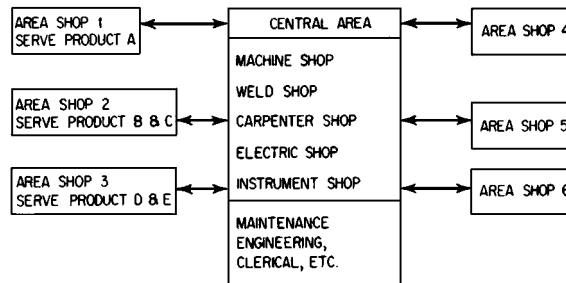 AREA SHOP 1
SERVE PRODUCT A
AREA SHOP 2
SERVE PRODUCT B & C
AREA SHOP 3
SERVE PRODUCT D & E
CENTRAL AREA
MACHINE SHOP
WELD SHOP
CARPENTER SHOP
ELECTRIC SHOP
INSTRUMENT SHOP
MAINTENANCE
ENGINEERING,
CLERICAL, ETC.
AREA SHOP 4
AREA SHOP 5
AREA SHOP 6